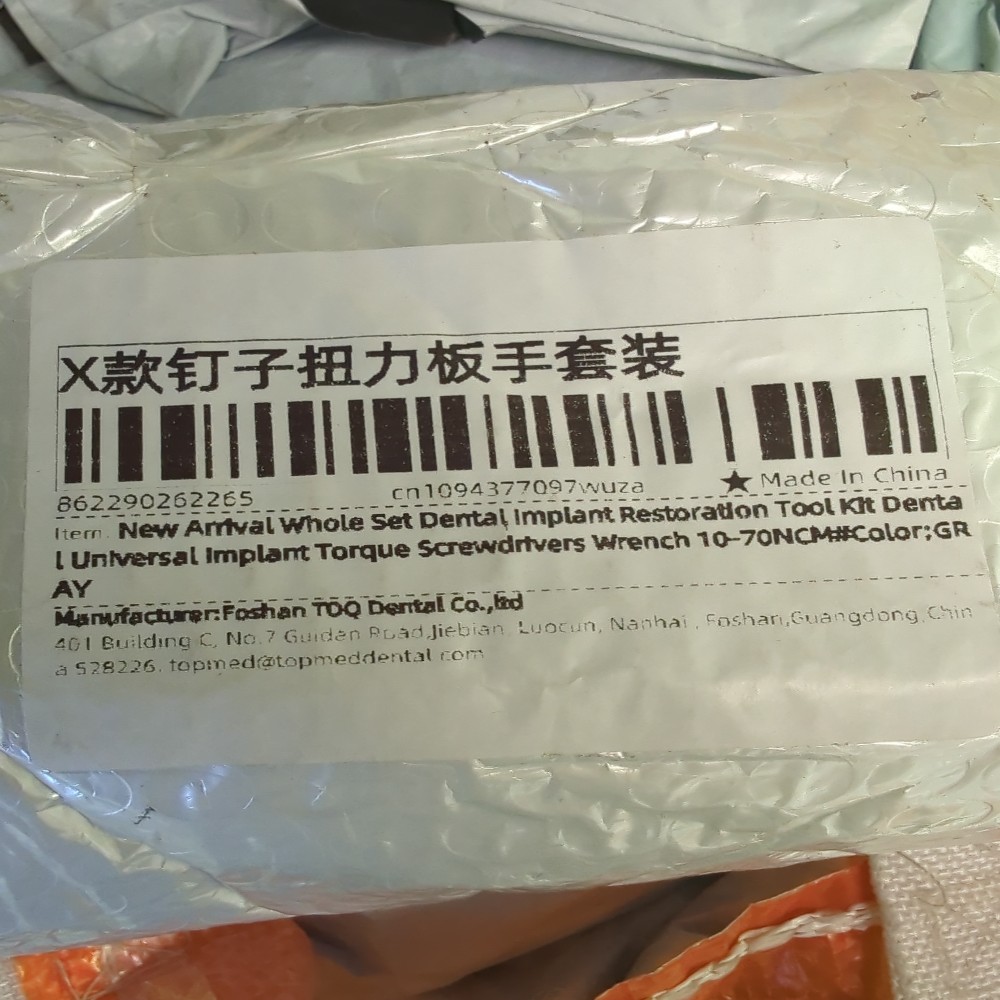 X款钉子扭力板手套装
862290262265
cn1094377097wuza
★ Made In China
Item: New Arrival Whole Set Dental Implant Restoration Tool Kit Denta
l Universal Implant Torque Screwdrivers Wrench 10-70NCM#Color:GR
AY
Manufacturer:Foshan TDQ Dental Co.,ltd
401 Building C, No.7 Guidan Road,Jiebian, Luocun, Nanhai, Foshan,Guangdong,Chin
a 528226. topmed@topmeddental.com